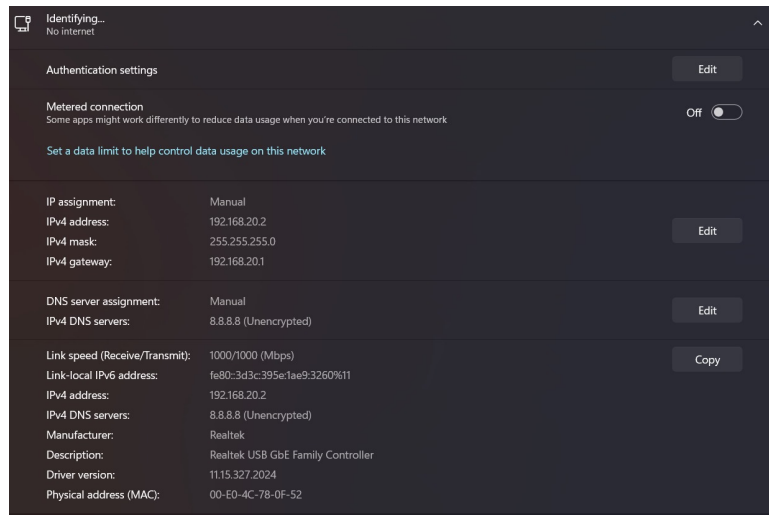 Identifying...
No internet
Authentication settings
Edit
Metered connection
Some apps might work differently to reduce data usage when you're connected to this network
Off
Set a data limit to help control data usage on this network
IP assignment: Manual
IPv4 address: 192.168.20.2
IPv4 mask: 255.255.255.0
IPv4 gateway: 192.168.20.1
Edit
DNS server assignment: Manual
IPv4 DNS servers: 8.8.8.8 (Unencrypted)
Edit
Link speed (Receive/Transmit): 1000/1000 (Mbps)
Copy
Link-local IPv6 address: fe80::3d3c:395e:1ae9:3260%11
IPv4 address: 192.168.20.2
IPv4 DNS servers: 8.8.8.8 (Unencrypted)
Manufacturer: Realtek
Description: Realtek USB GbE Family Controller
Driver version: 11.15.327.2024
Physical address (MAC): 00-E0-4C-78-0F-52